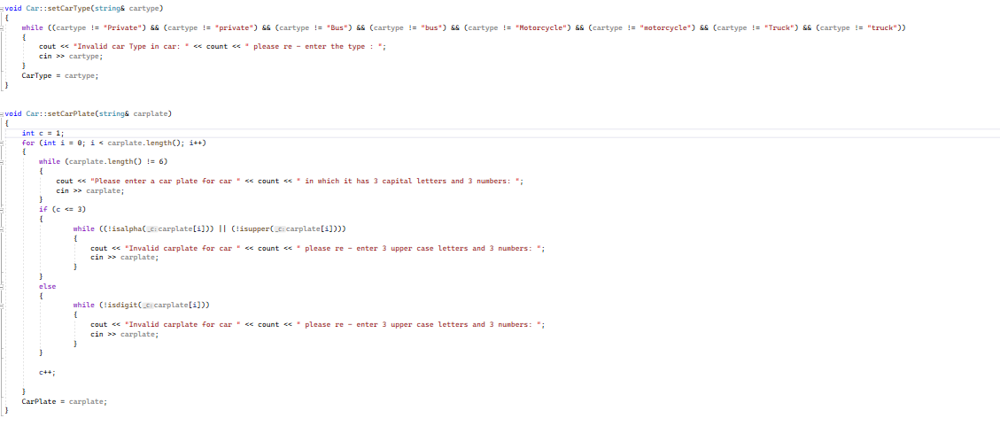 void Car::setCarType(string& cartype)
{
while ((cartype != "Private") && (cartype != "private") && (cartype != "Bus") && (cartype != "bus") && (cartype != "Motorcycle") && (cartype != "motorcycle") && (cartype != "Truck") && (cartype != "truck"))
{
cout << "Invalid car Type in car: " << count << " please re - enter the type : ";
cin >> cartype;
}
CarType = cartype;
}
void Car::setCarPlate(string& carplate)
{
int c = 1;
for (int i = 0; i < carplate.length(); i++)
{
while (carplate.length() != 6)
{
cout << "Please enter a car plate for car " << count << " in which it has 3 capital letters and 3 numbers: ";
cin >> carplate;
}
if (c <= 3)
{
while ((!isalpha(_C:carplate[i])) || (!isupper(_C:carplate[i])))
{
cout << "Invalid carplate for car " << count << " please re - enter 3 upper case letters and 3 numbers: ";
cin >> carplate;
}
}
else
{
while (!isdigit(_C:carplate[i]))
{
cout << "Invalid carplate for car " << count << " please re - enter 3 upper case letters and 3 numbers: ";
cin >> carplate;
}
}
c++;
}
CarPlate = carplate;
}